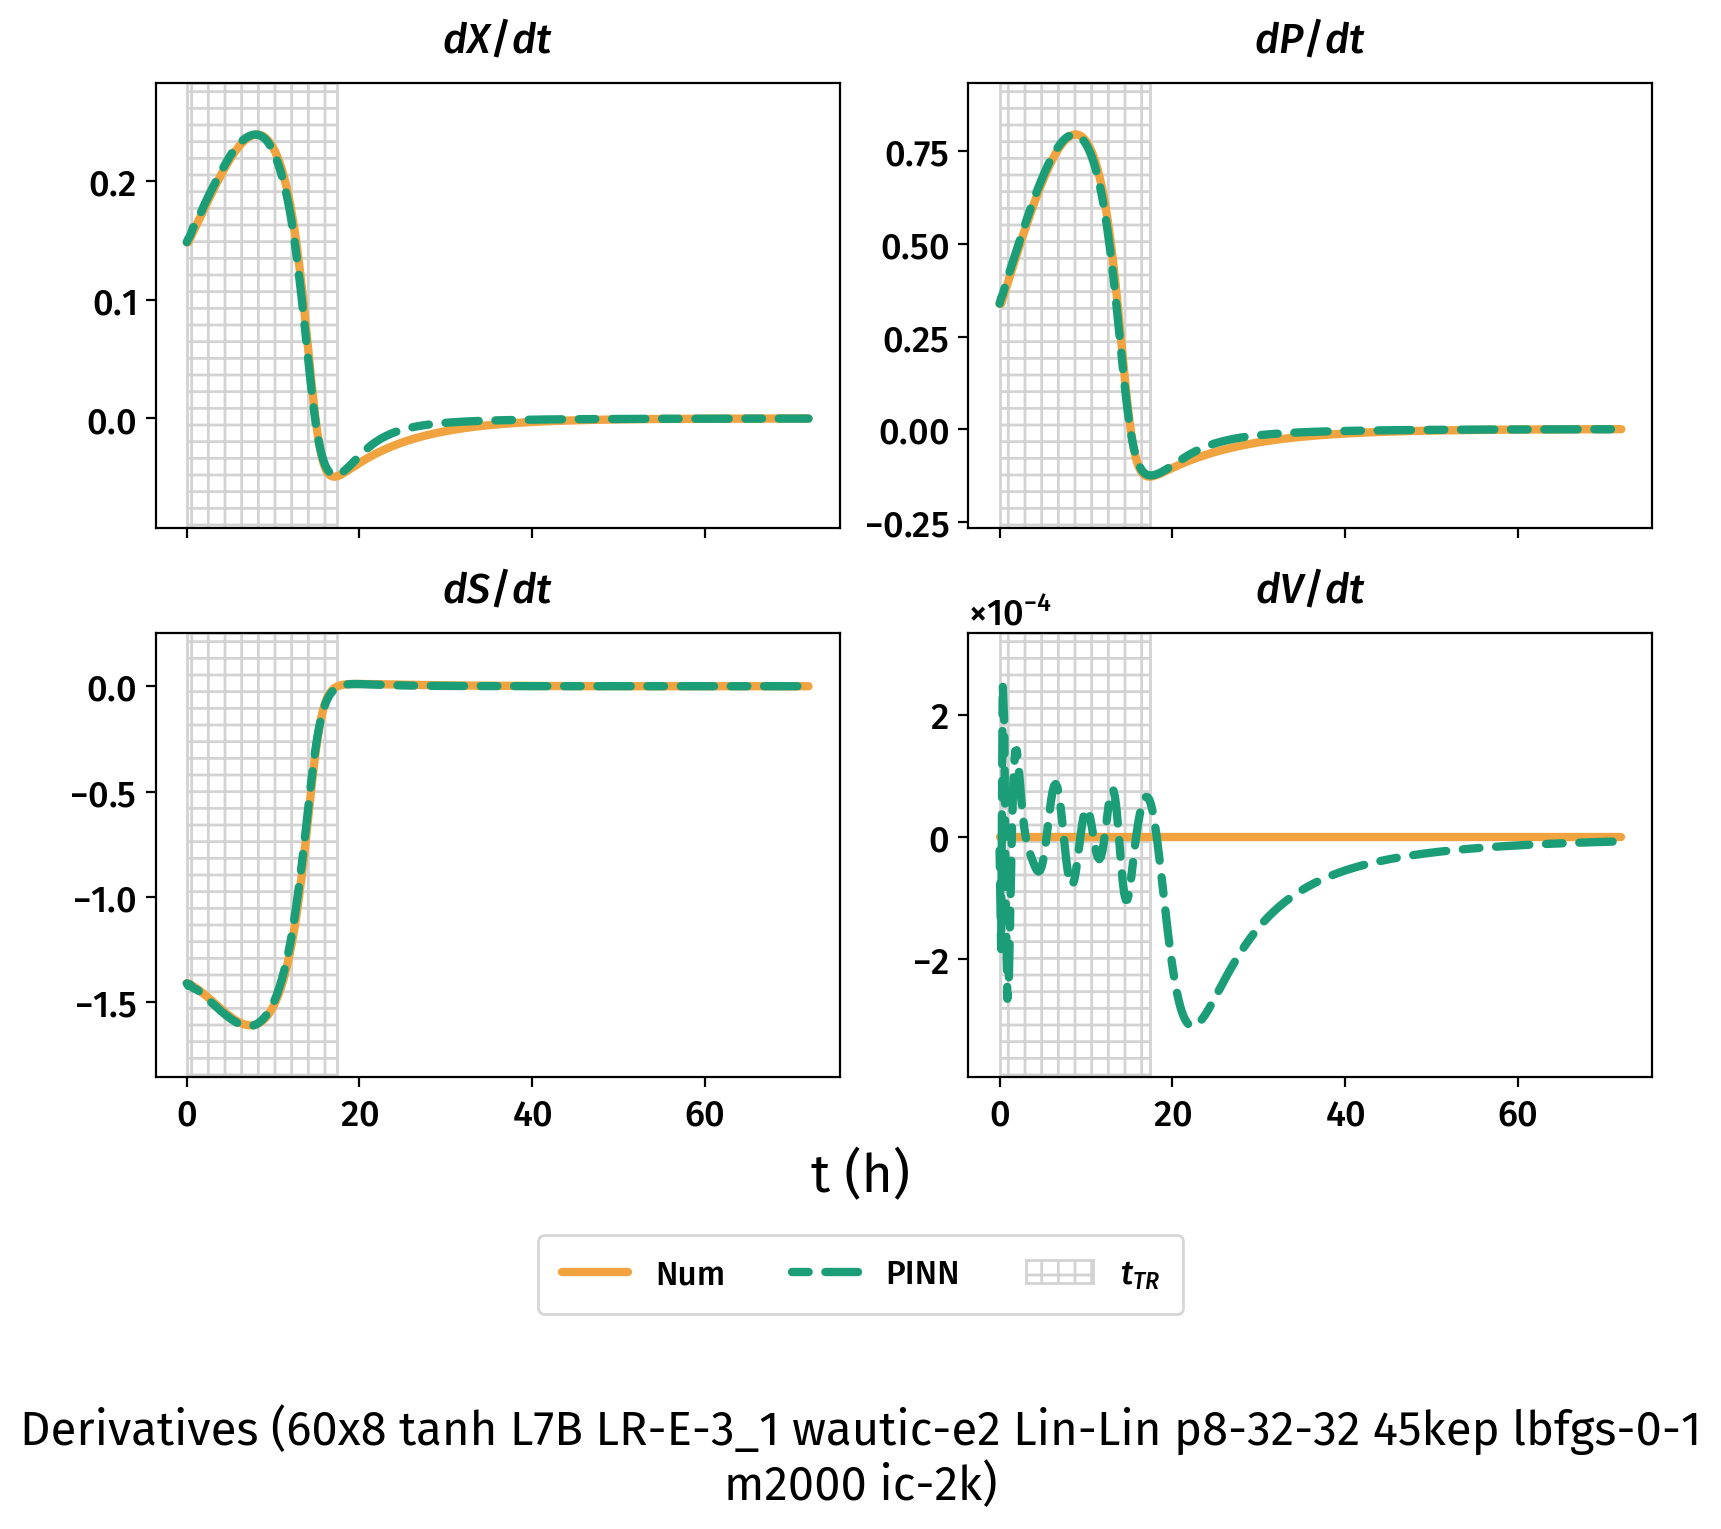 dX/dt
dP/dt
0.2
0.1
0.0
0.75
0.50
0.25
0.00
−0.25
dS/dt
dV/dt
×10⁻⁴
0.0
−0.5
−1.0
−1.5
2
0
−2
0 20 40 60
0 20 40 60
t (h)
Num PINN t_TR
Derivatives (60x8 tanh L7B LR-E-3_1 wautic-e2 Lin-Lin p8-32-32 45kep lbfgs-0-1
m2000 ic-2k)